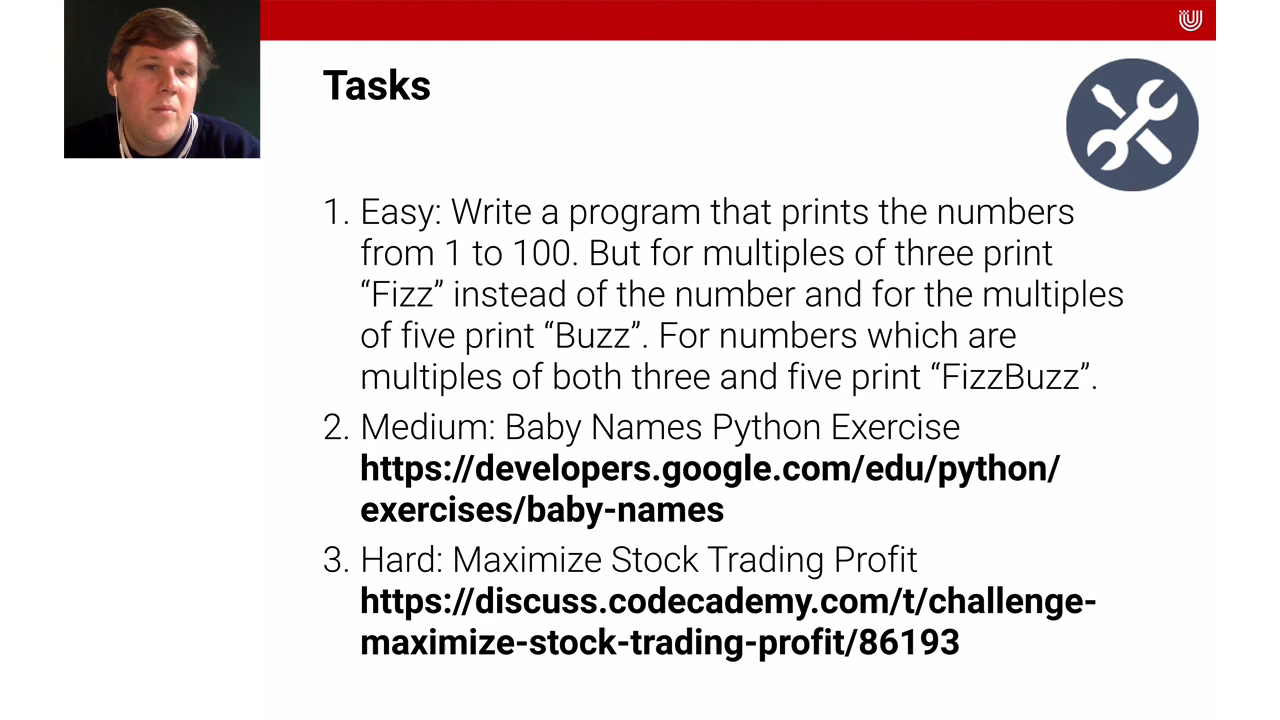 Tasks
1. Easy: Write a program that prints the numbers
from 1 to 100. But for multiples of three print
“Fizz” instead of the number and for the multiples
of five print “Buzz”. For numbers which are
multiples of both three and five print “FizzBuzz”.
2. Medium: Baby Names Python Exercise
https://developers.google.com/edu/python/
exercises/baby-names
3. Hard: Maximize Stock Trading Profit
https://discuss.codecademy.com/t/challenge-
maximize-stock-trading-profit/86193